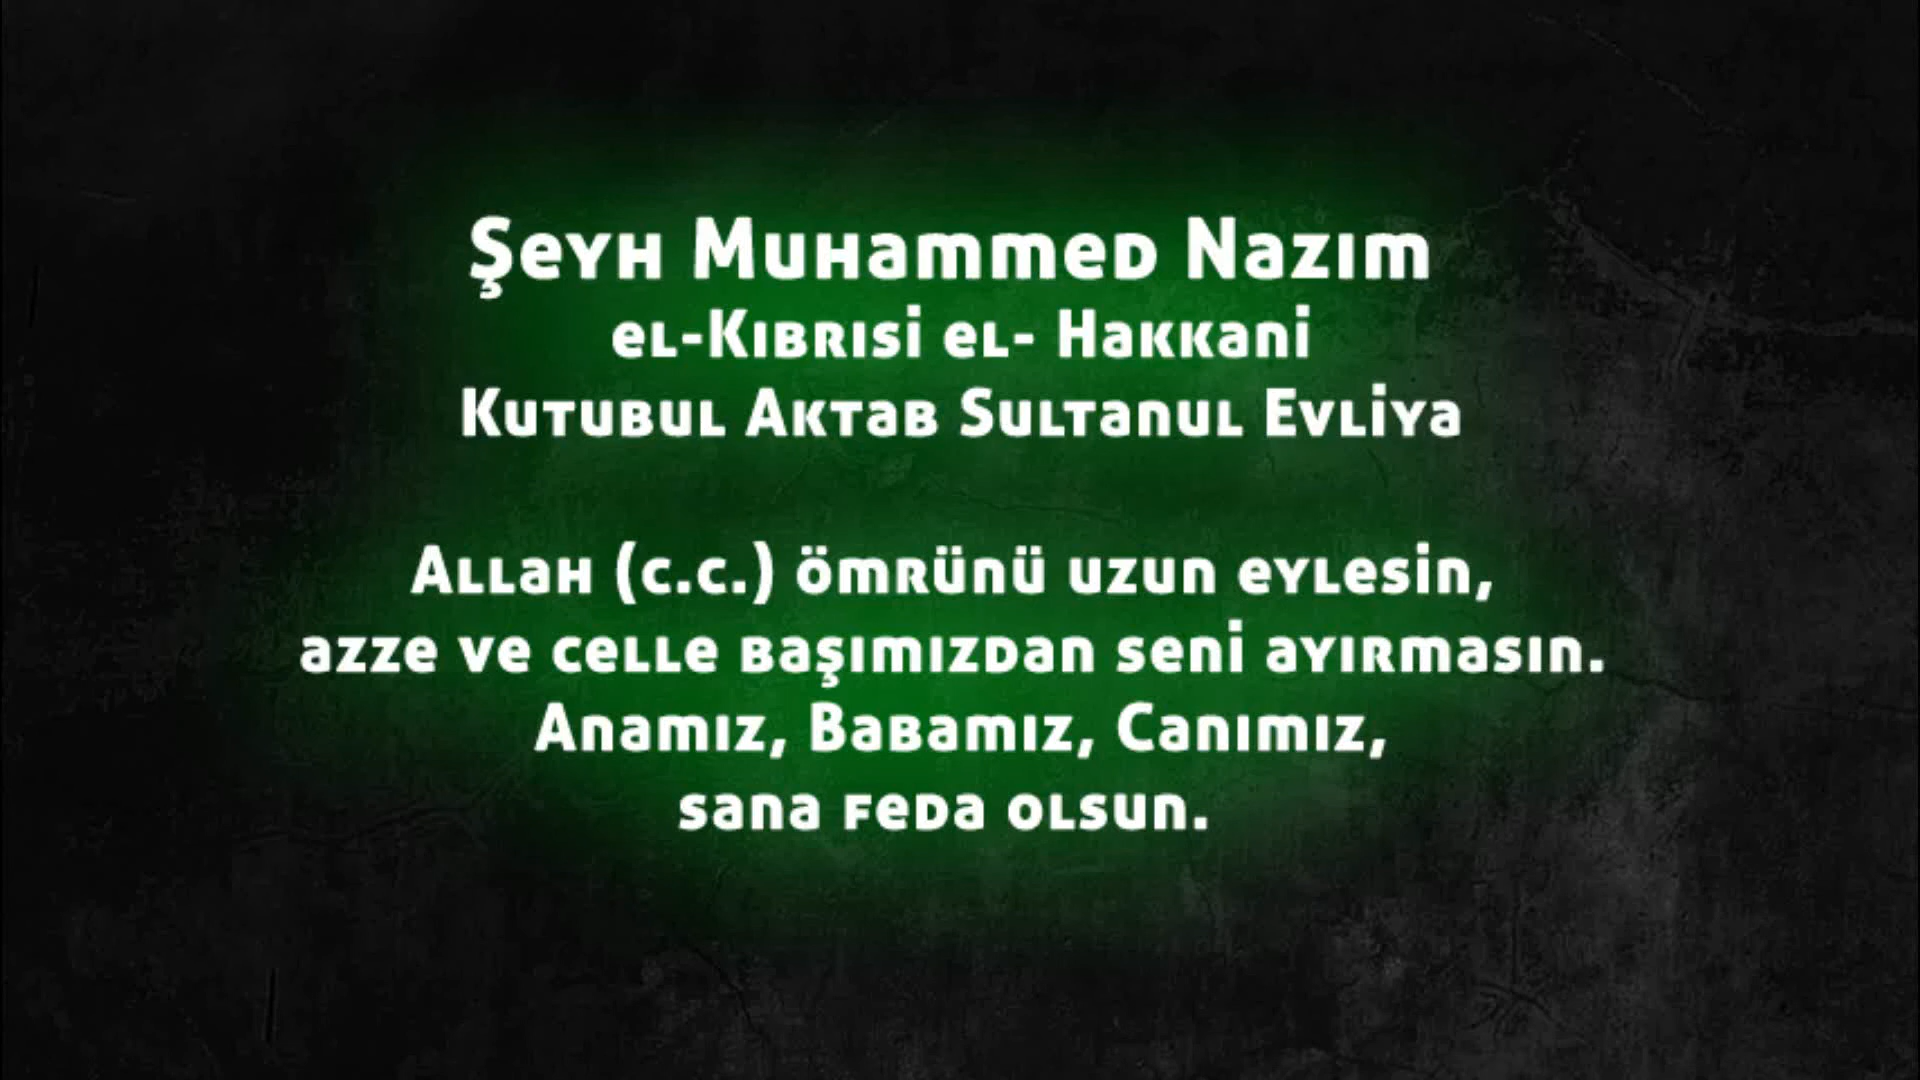 Şeyh Muhammed Nazım
el-Kıbrısi el- Hakkani
Kutubul Aktab Sultanul Evliya
Allah (c.c.) ömrünü uzun eylesin,
azze ve celle başımızdan seni ayırmasın.
Anamız, Babamız, Canımız,
sana feda olsun.